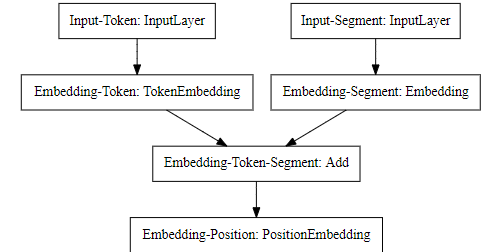 Input-Token: InputLayer
Input-Segment: InputLayer
Embedding-Token: TokenEmbedding
Embedding-Segment: Embedding
Embedding-Token-Segment: Add
Embedding-Position: PositionEmbedding